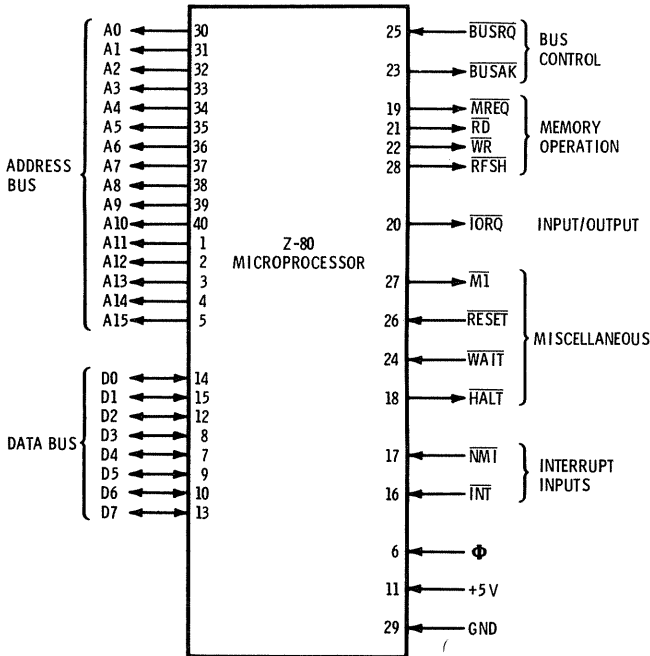 A0 30
A1 31
A2 32
A3 33
A4 34
A5 35
A6 36
A7 37
A8 38
A9 39
A10 40
A11 1
A12 2
A13 3
A14 4
A15 5
ADDRESS
BUS
D0 14
D1 15
D2 12
D3 8
D4 7
D5 9
D6 10
D7 13
DATA BUS
Z-80
MICROPROCESSOR
25 BUSRQ
23 BUSAK
BUS
CONTROL
19 MREQ
21 RD
22 WR
28 RFSH
MEMORY
OPERATION
20 IORQ INPUT/OUTPUT
27 M1
26 RESET
24 WAIT
18 HALT
MISCELLANEOUS
17 NMI
16 INT
INTERRUPT
INPUTS
6 Φ
11 +5V
29 GND